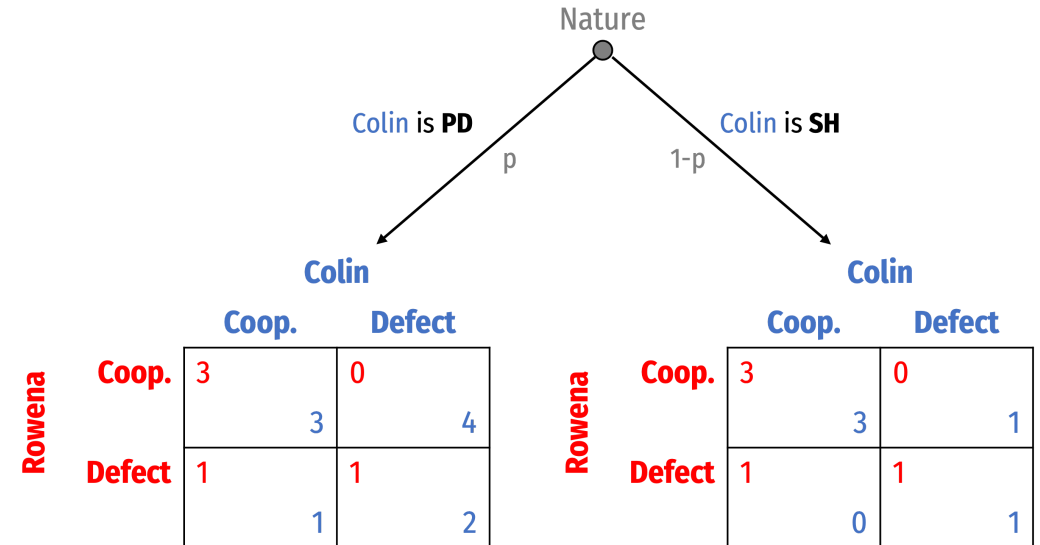 Nature
Colin is PD
Colin is SH
p
1-p
Colin
Colin
Coop. Defect
Coop. Defect
Rowena
Coop. 3 0
3 4
Defect 1 1
1 2
Rowena
Coop. 3 0
3 1
Defect 1 1
0 1